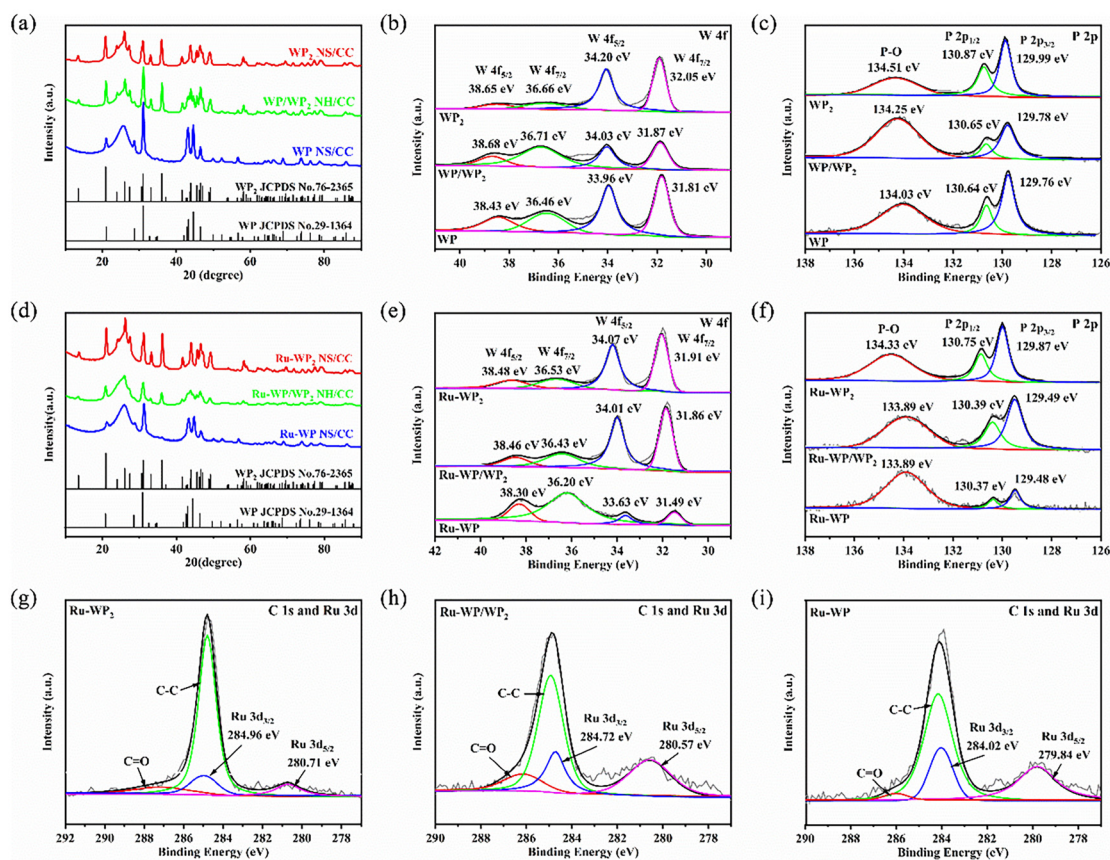 (a)
Intensity(a.u.)
WP2 NS/CC
WP/WP2 NH/CC
WP NS/CC
WP2 JCPDS No.76-2365
WP JCPDS No.29-1364
20 40 60 80
2θ (degree)
(b)
Intensity (a.u.)
W 4f
W 4f5/2
34.20 eV
W 4f7/2
32.05 eV
W 4f5/2
38.65 eV
W 4f7/2
36.66 eV
WP2
38.68 eV
36.71 eV
34.03 eV
31.87 eV
WP/WP2
38.43 eV
36.46 eV
33.96 eV
31.81 eV
WP
40 38 36 34 32 30
Binding Energy (eV)
(c)
Intensity (a.u.)
P 2p
P-O
134.51 eV
P 2p1/2
130.87 eV
P 2p3/2
129.99 eV
WP2
134.25 eV
130.65 eV
129.78 eV
WP/WP2
134.03 eV
130.64 eV
129.76 eV
WP
138 136 134 132 130 128 126
Binding Energy (eV)
(d)
Intensity(a.u.)
Ru-WP2 NS/CC
Ru-WP/WP2 NH/CC
Ru-WP NS/CC
WP2 JCPDS No.76-2365
WP JCPDS No.29-1364
20 40 60 80
2θ(degree)
(e)
Intensity (a.u.)
W 4f
W 4f5/2
34.07 eV
W 4f7/2
31.91 eV
W 4f5/2
38.48 eV
W 4f7/2
36.53 eV
Ru-WP2
38.46 eV
36.43 eV
34.01 eV
31.86 eV
Ru-WP/WP2
38.30 eV
36.20 eV
33.63 eV
31.49 eV
Ru-WP
42 40 38 36 34 32 30
Binding Energy (eV)
(f)
Intensity (a.u.)
P 2p
P-O
134.33 eV
P 2p1/2
130.75 eV
P 2p3/2
129.87 eV
Ru-WP2
133.89 eV
130.39 eV
129.49 eV
Ru-WP/WP2
133.89 eV
130.37 eV
129.48 eV
Ru-WP
138 136 134 132 130 128 126
Binding Energy (eV)
(g)
Intensity (a.u.)
Ru-WP2
C 1s and Ru 3d
C-C
Ru 3d3/2
284.96 eV
C=O
Ru 3d5/2
280.71 eV
292 290 288 286 284 282 280 278
Binding Energy (eV)
(h)
Intensity (a.u.)
Ru-WP/WP2
C 1s and Ru 3d
C-C
Ru 3d3/2
284.72 eV
C=O
Ru 3d5/2
280.57 eV
290 288 286 284 282 280 278
Binding Energy (eV)
(i)
Intensity (a.u.)
Ru-WP
C 1s and Ru 3d
C-C
Ru 3d3/2
284.02 eV
C=O
Ru 3d5/2
279.84 eV
290 288 286 284 282 280 278
Binding Energy (eV)